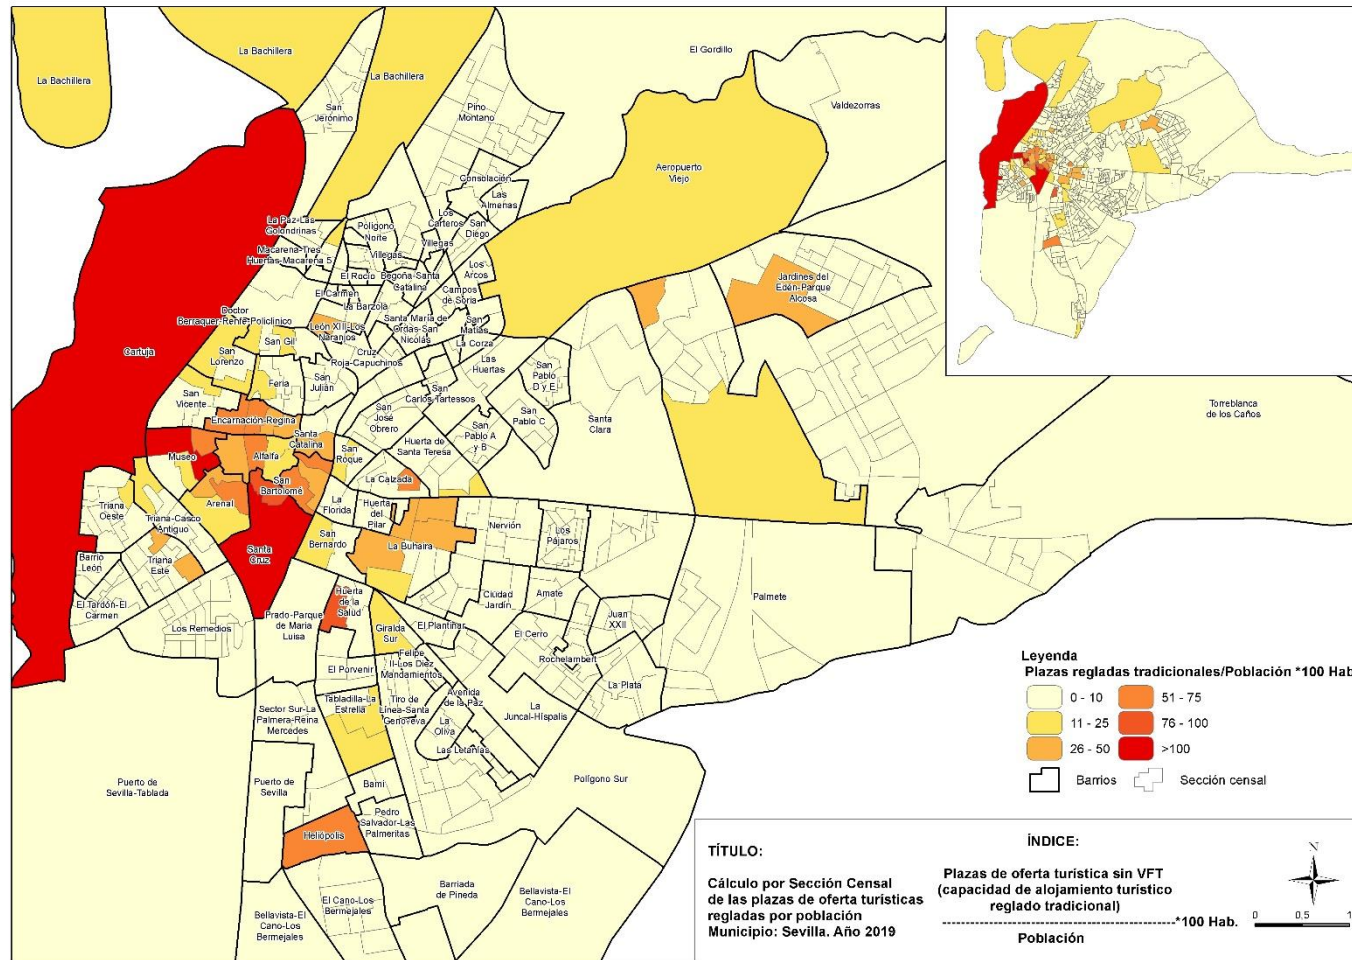 La Bachillera
La Bachillera
La Bachillera
El Gordillo
San
Jerónimo
Pino
Montano
Valdezorras
Aeropuerto
Viejo
Consolación
Las
Almenas
La Paz-Las
Golondrinas
Polígono
Norte
Los
Carteros
San
Diego
Villegas
Macarena-Tres
Huertas-Macarena 5
Villegas
El Rocío
Begoña-Santa
Catalina
Los
Arcos
Jardines del
Edén-Parque
Alcosa
El Carmen
La Barzola
Campos
de Soria
Doctor
Berraquer-Renfe-Policlínico
León XIII-Los
Naranjos
Santa María de
Ordás-San
Nicolás
San
Matías
La Corza
Cartuja
San Gil
San
Lorenzo
Cruz
Roja-Capuchinos
Las
Huertas
Feria
San
Julián
San
Pablo
D y E
San
Vicente
San
Carlos-Tartessos
Encarnación-Regina
San
José
Obrero
San
Pablo C
Santa
Clara
Torreblanca
de los Caños
Santa
Catalina
San
Pablo A
y B
Huerta de
Santa Teresa
Museo
Alfalfa
San
Roque
San
Bartolomé
La Calzada
Arenal
La
Florida
Huerta
del
Pilar
Triana
Oeste
Triana-Casco
Antiguo
Nervión
Los
Pájaros
San
Bernardo
La Buhaira
Santa
Cruz
Barrio
León
Triana
Este
Ciudad
Jardín
Amate
Palmete
El Tardón-El
Carmen
Huerta
de la
Salud
Juan
XXII
Los Remedios
Prado-Parque
de María
Luisa
Giralda
Sur
El Plantinar
El Cerro
Rochelambert
El Porvenir
Felipe
II-Los Diez
Mandamientos
La Plata
Avenida
de la Paz
Sector Sur-La
Palmera-Reina
Mercedes
Tabladilla-La
Estrella
Tiro de
Línea-Santa
Genoveva
La
Juncal-Híspalis
La
Oliva
Las Letanías
Puerto de
Sevilla-Tablada
Puerto de
Sevilla
Bami
Polígono Sur
Pedro
Salvador-Las
Palmeritas
Heliópolis
Barriada
de Pineda
Bellavista-El
Cano-Los
Bermejales
El Cano-Los
Bermejales
Bellavista-El
Cano-Los
Bermejales
Leyenda
Plazas regladas tradicionales/Población *100 Hab
0 - 10
51 - 75
11 - 25
76 - 100
26 - 50
>100
Barrios
Sección censal
TÍTULO:
Cálculo por Sección Censal
de las plazas de oferta turísticas
regladas por población
Municipio: Sevilla. Año 2019
ÍNDICE:
Plazas de oferta turística sin VFT
(capacidad de alojamiento turístico
reglado tradicional)
------------------------------------------*100 Hab.
Población
N
0 0.5 1